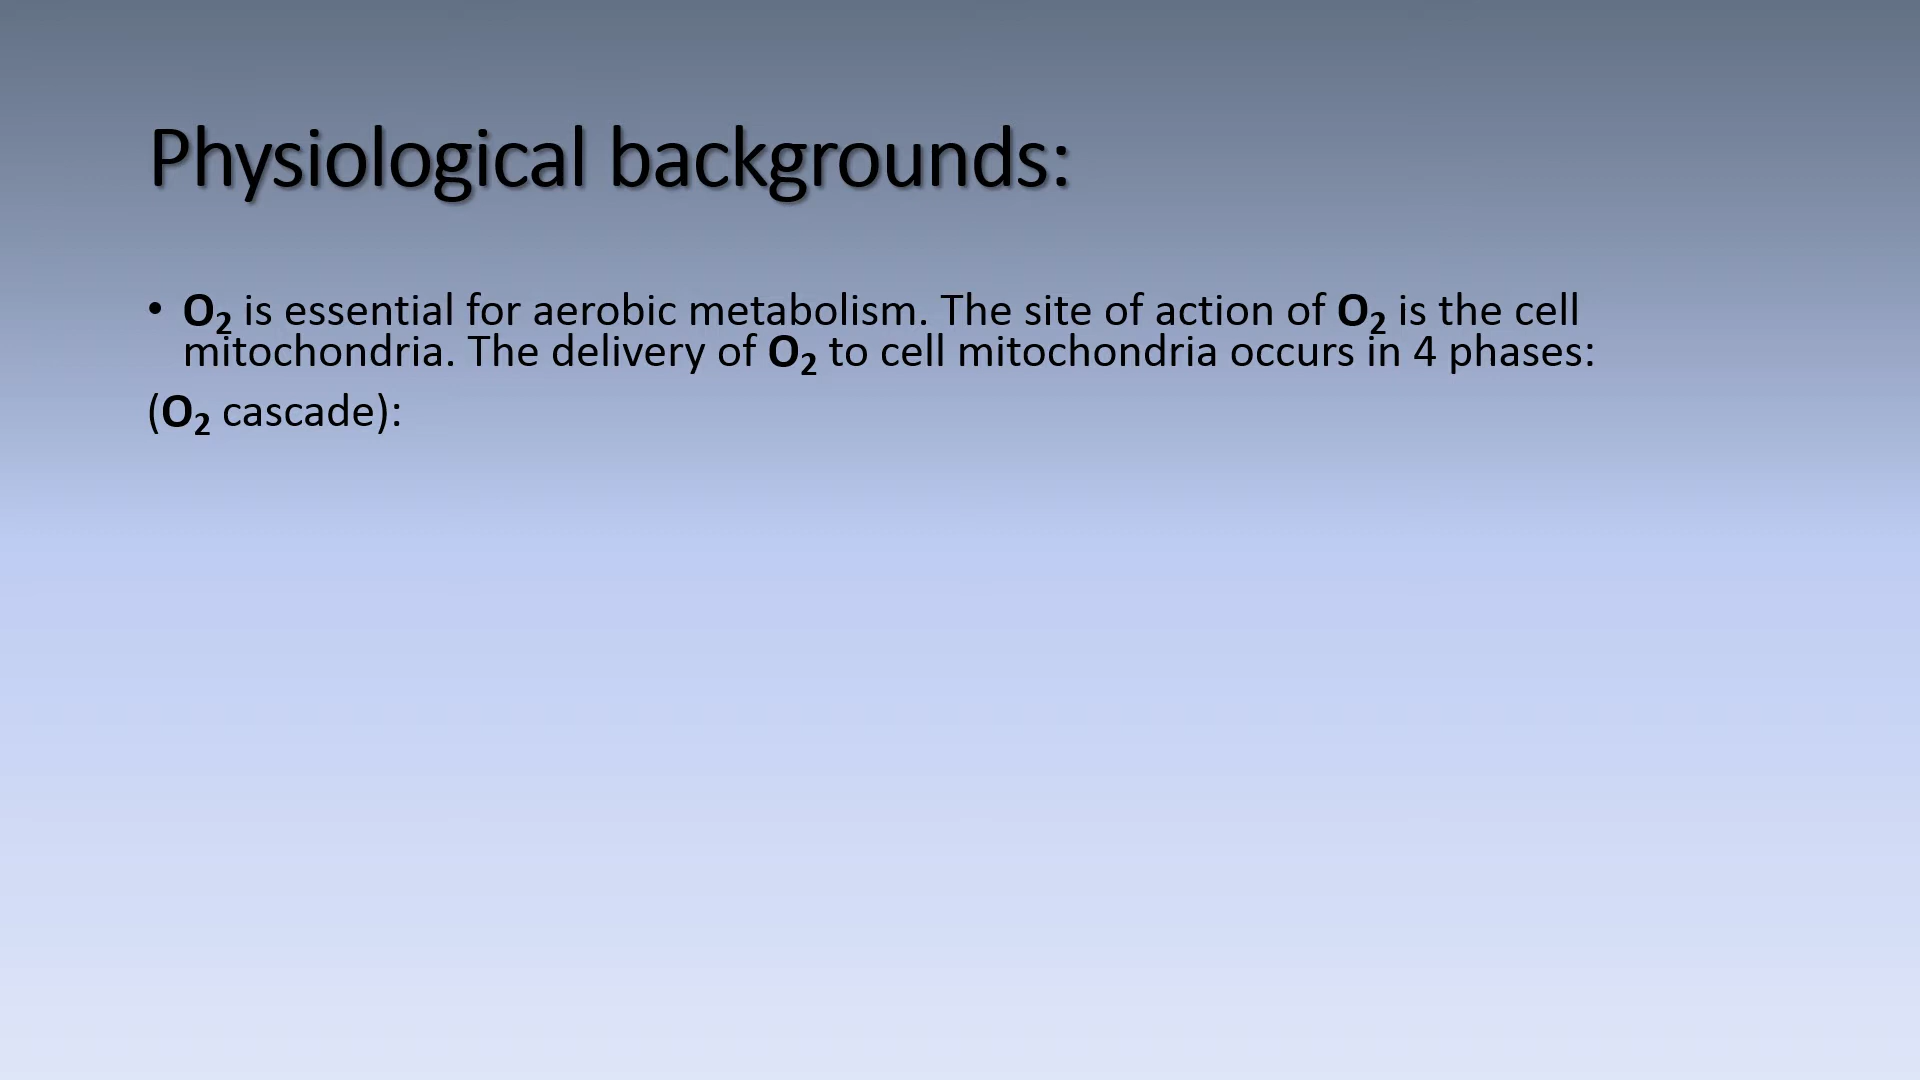 Physiological backgrounds:
• O₂ is essential for aerobic metabolism. The site of action of O₂ is the cell
mitochondria. The delivery of O₂ to cell mitochondria occurs in 4 phases:
(O₂ cascade):